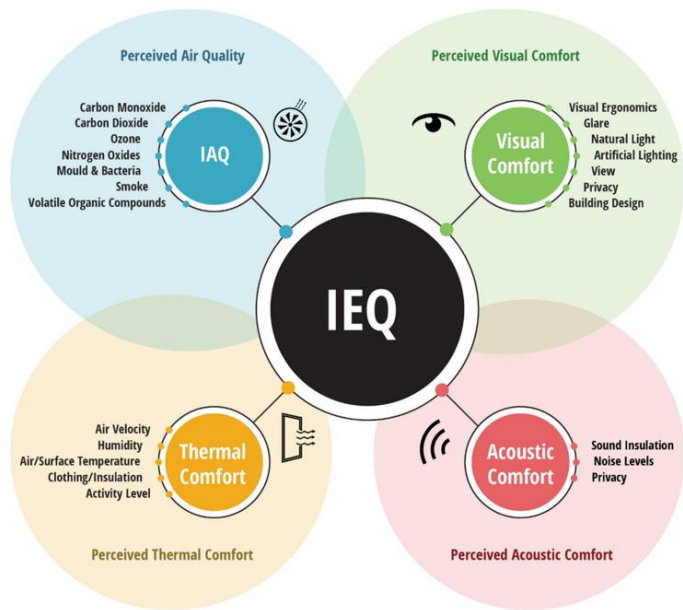 Perceived Air Quality
Carbon Monoxide
Carbon Dioxide
Ozone
Nitrogen Oxides
Mould & Bacteria
Smoke
Volatile Organic Compounds
IAQ
Perceived Visual Comfort
Visual
Comfort
Visual Ergonomics
Glare
Natural Light
Artificial Lighting
View
Privacy
Building Design
IEQ
Air Velocity
Humidity
Air/Surface Temperature
Clothing/Insulation
Activity Level
Thermal
Comfort
Perceived Thermal Comfort
Acoustic
Comfort
Sound Insulation
Noise Levels
Privacy
Perceived Acoustic Comfort